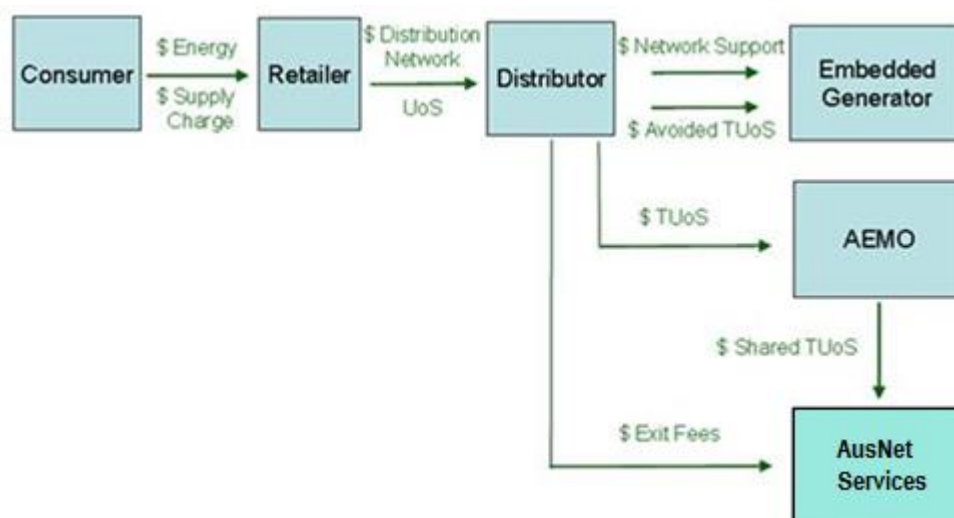 Consumer
$ Energy
$ Supply
Charge
Retailer
$ Distribution
Network
UoS
Distributor
$ Network Support
$ Avoided TUoS
Embedded
Generator
$ TUoS
AEMO
$ Shared TUoS
$ Exit Fees
AusNet
Services